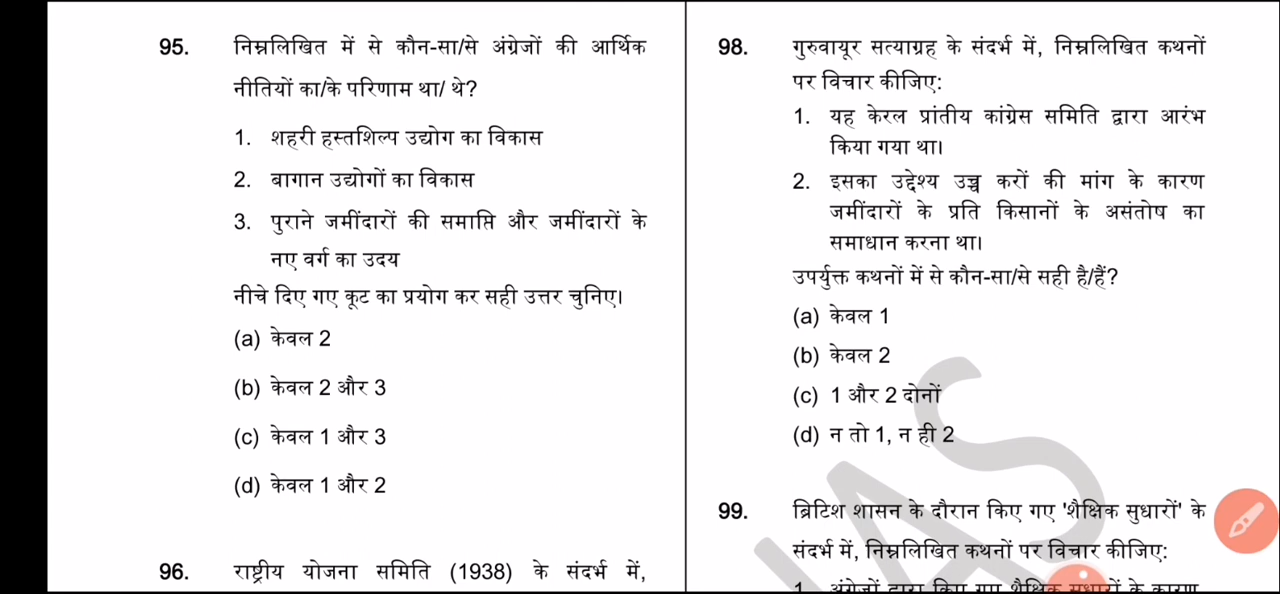 95. निम्नलिखित में से कौन-सा/से अंग्रेजों की आर्थिक
नीतियों का/के परिणाम था/ थे?
1. शहरी हस्तशिल्प उद्योग का विकास
2. बागान उद्योगों का विकास
3. पुराने जमींदारों की समाप्ति और जमींदारों के
नए वर्ग का उदय
नीचे दिए गए कूट का प्रयोग कर सही उत्तर चुनिए।
(a) केवल 2
(b) केवल 2 और 3
(c) केवल 1 और 3
(d) केवल 1 और 2
96. राष्ट्रीय योजना समिति (1938) के संदर्भ में,
98. गुरुवायूर सत्याग्रह के संदर्भ में, निम्नलिखित कथनों
पर विचार कीजिए:
1. यह केरल प्रांतीय कांग्रेस समिति द्वारा आरंभ
किया गया था।
2. इसका उद्देश्य उच्च करों की मांग के कारण
जमींदारों के प्रति किसानों के असंतोष का
समाधान करना था।
उपर्युक्त कथनों में से कौन-सा/से सही है/हैं?
(a) केवल 1
(b) केवल 2
(c) 1 और 2 दोनों
(d) न तो 1, न ही 2
99. ब्रिटिश शासन के दौरान किए गए 'शैक्षिक सुधारों' के
संदर्भ में, निम्नलिखित कथनों पर विचार कीजिए:
1. अंग्रेजों द्वारा किए गए शैक्षिक सुधारों के कारण
IAS